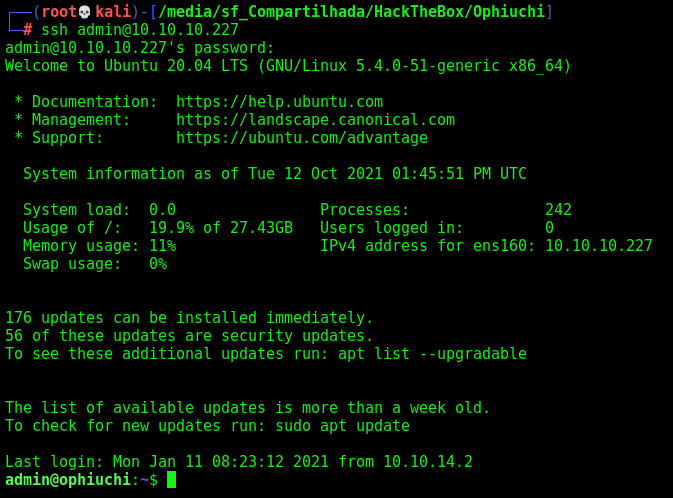 ┌──(root💀kali)-[/media/sf_Compartilhada/HackTheBox/Ophiuchi]
└─# ssh admin@10.10.10.227
admin@10.10.10.227's password:
Welcome to Ubuntu 20.04 LTS (GNU/Linux 5.4.0-51-generic x86_64)

 * Documentation:  https://help.ubuntu.com
 * Management:     https://landscape.canonical.com
 * Support:        https://ubuntu.com/advantage

  System information as of Tue 12 Oct 2021 01:45:51 PM UTC

  System load:  0.0                Processes:               242
  Usage of /:   19.9% of 27.43GB   Users logged in:         0
  Memory usage: 11%                IPv4 address for ens160: 10.10.10.227
  Swap usage:   0%


176 updates can be installed immediately.
56 of these updates are security updates.
To see these additional updates run: apt list --upgradable


The list of available updates is more than a week old.
To check for new updates run: sudo apt update

Last login: Mon Jan 11 08:23:12 2021 from 10.10.14.2
admin@ophiuchi:~$